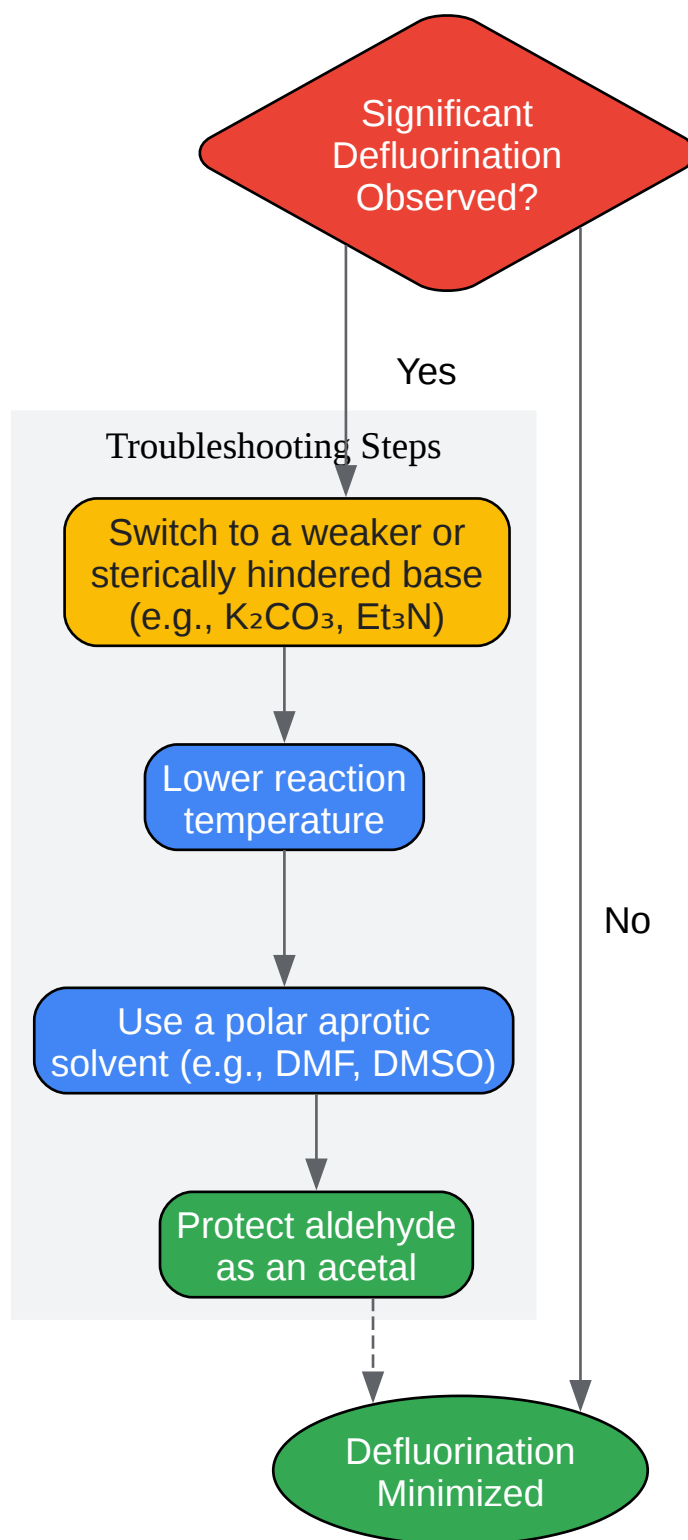 Significant
Defluorination
Observed?
Yes
Troubleshooting Steps
Switch to a weaker or
sterically hindered base
(e.g., K₂CO₃, Et₃N)
Lower reaction
temperature
No
Use a polar aprotic
solvent (e.g., DMF, DMSO)
Protect aldehyde
as an acetal
Defluorination
Minimized